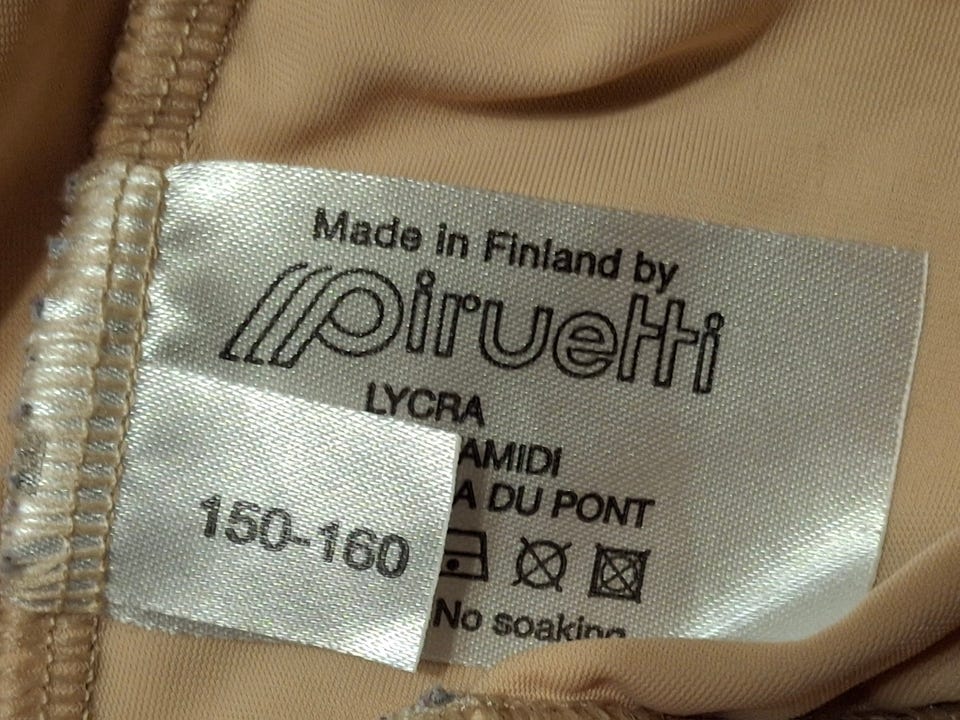 Made in Finland by
Piruetti
LYCRA
AMIDI
A DU PONT
150-160
No soaking